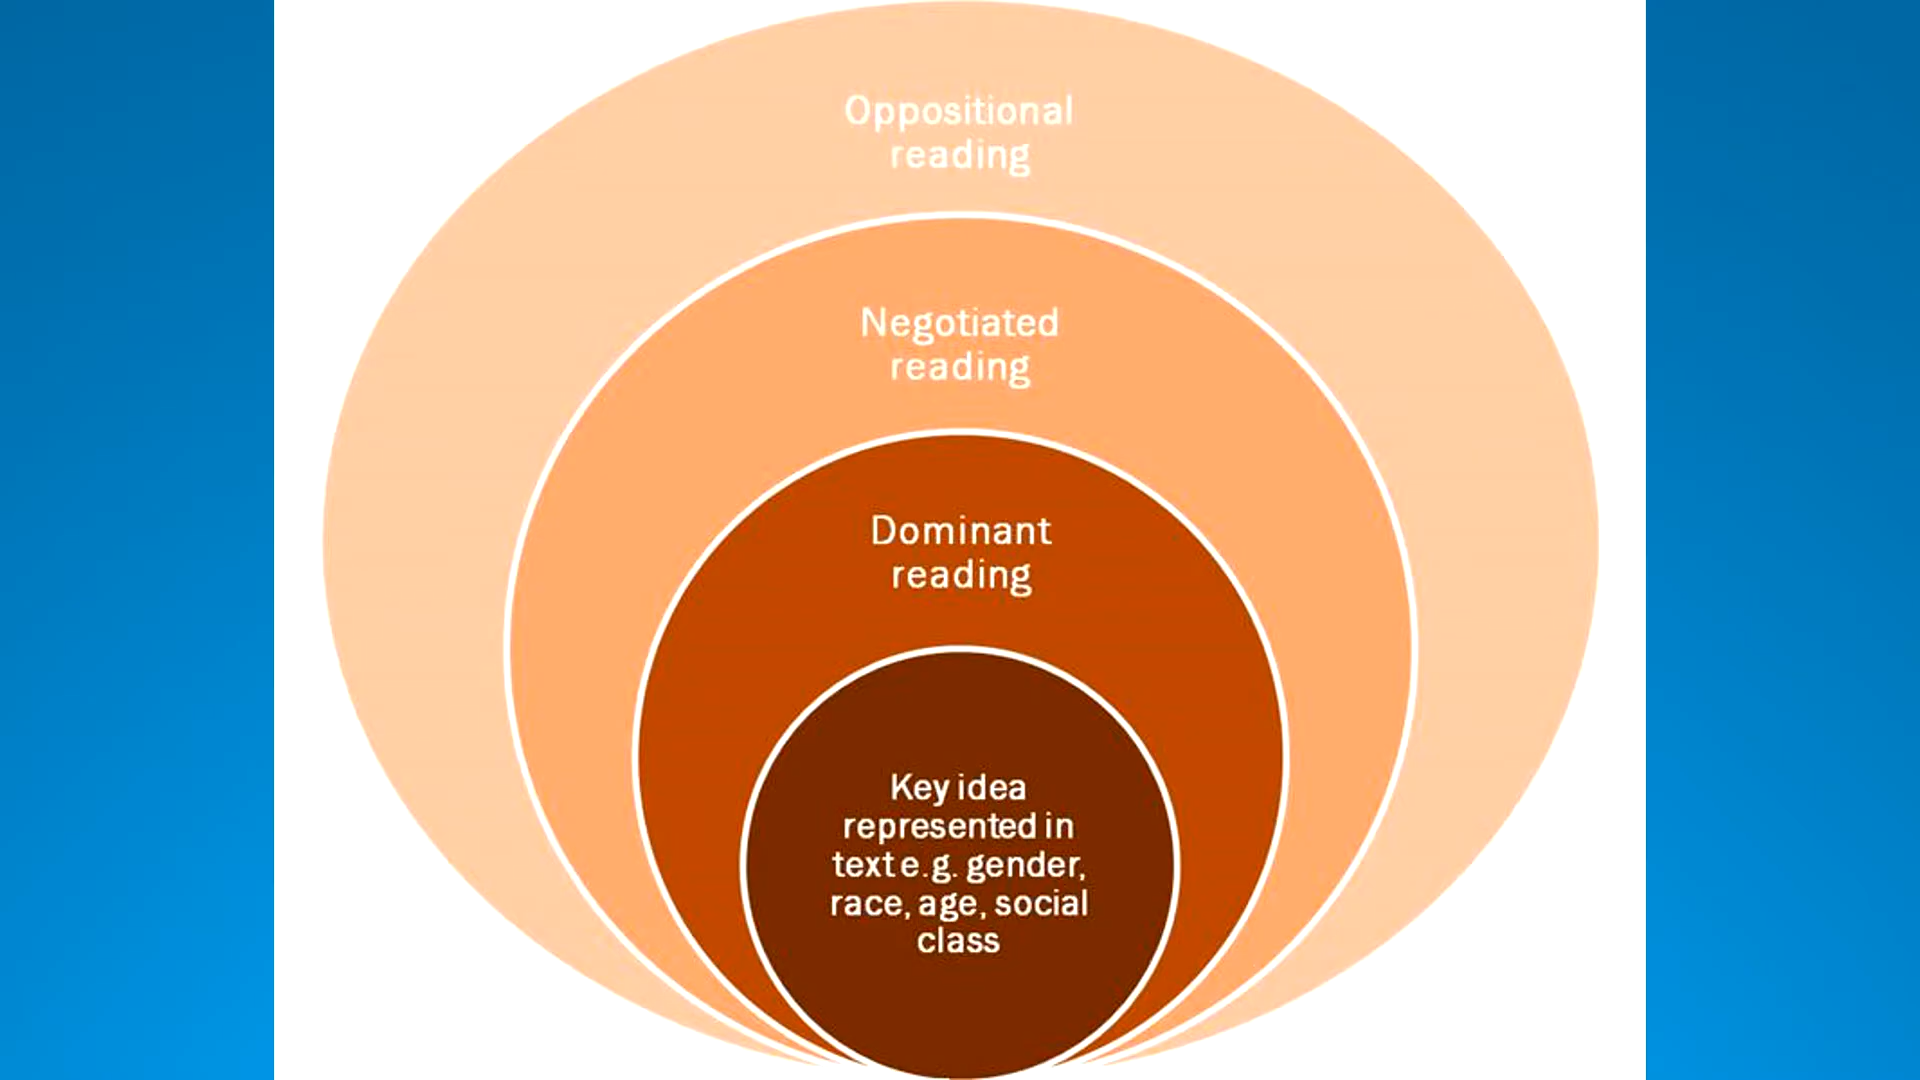 Oppositional
reading
Negotiated
reading
Dominant
reading
Key idea
represented in
text e.g. gender,
race, age, social
class